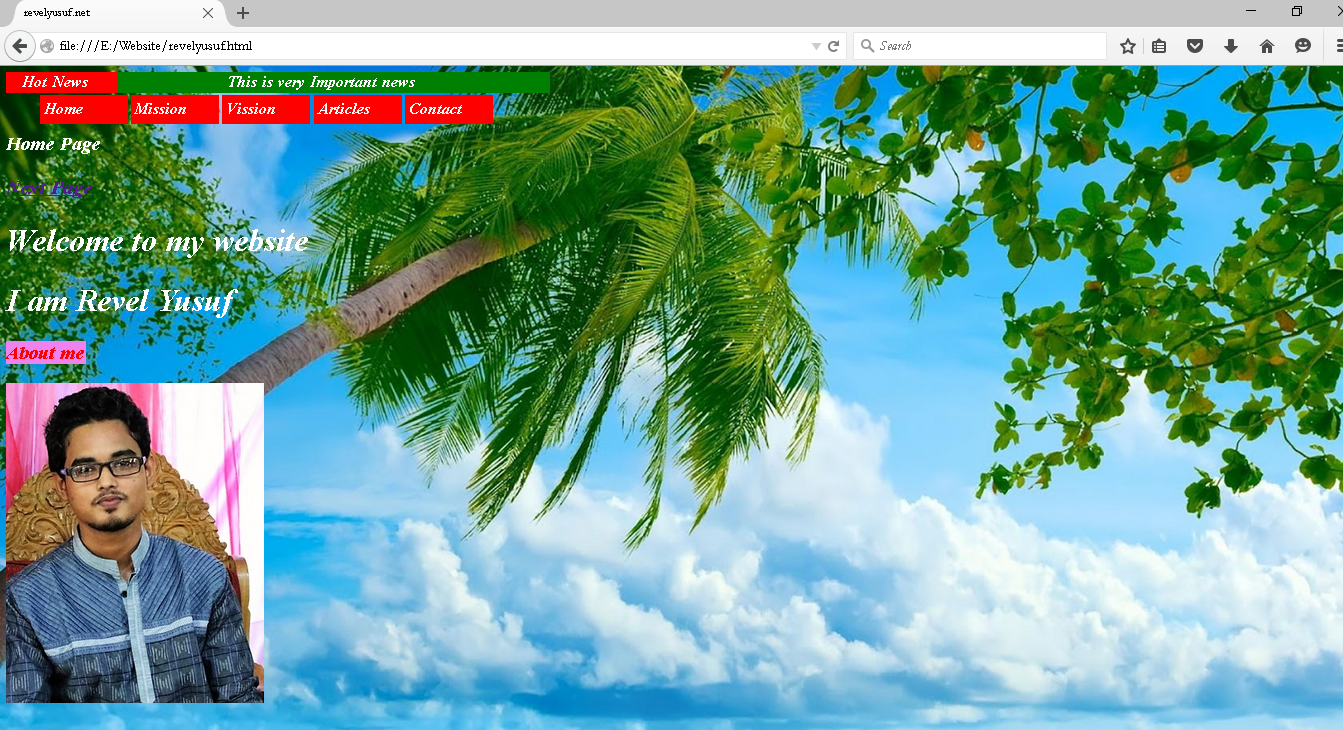 revelyusuf.net
file:///E:/Website/revelyusuf.html
Search
Hot News This is very Important news
Home Mission Vission Articles Contact
Home Page
Next Page
Welcome to my website
I am Revel Yusuf
About me